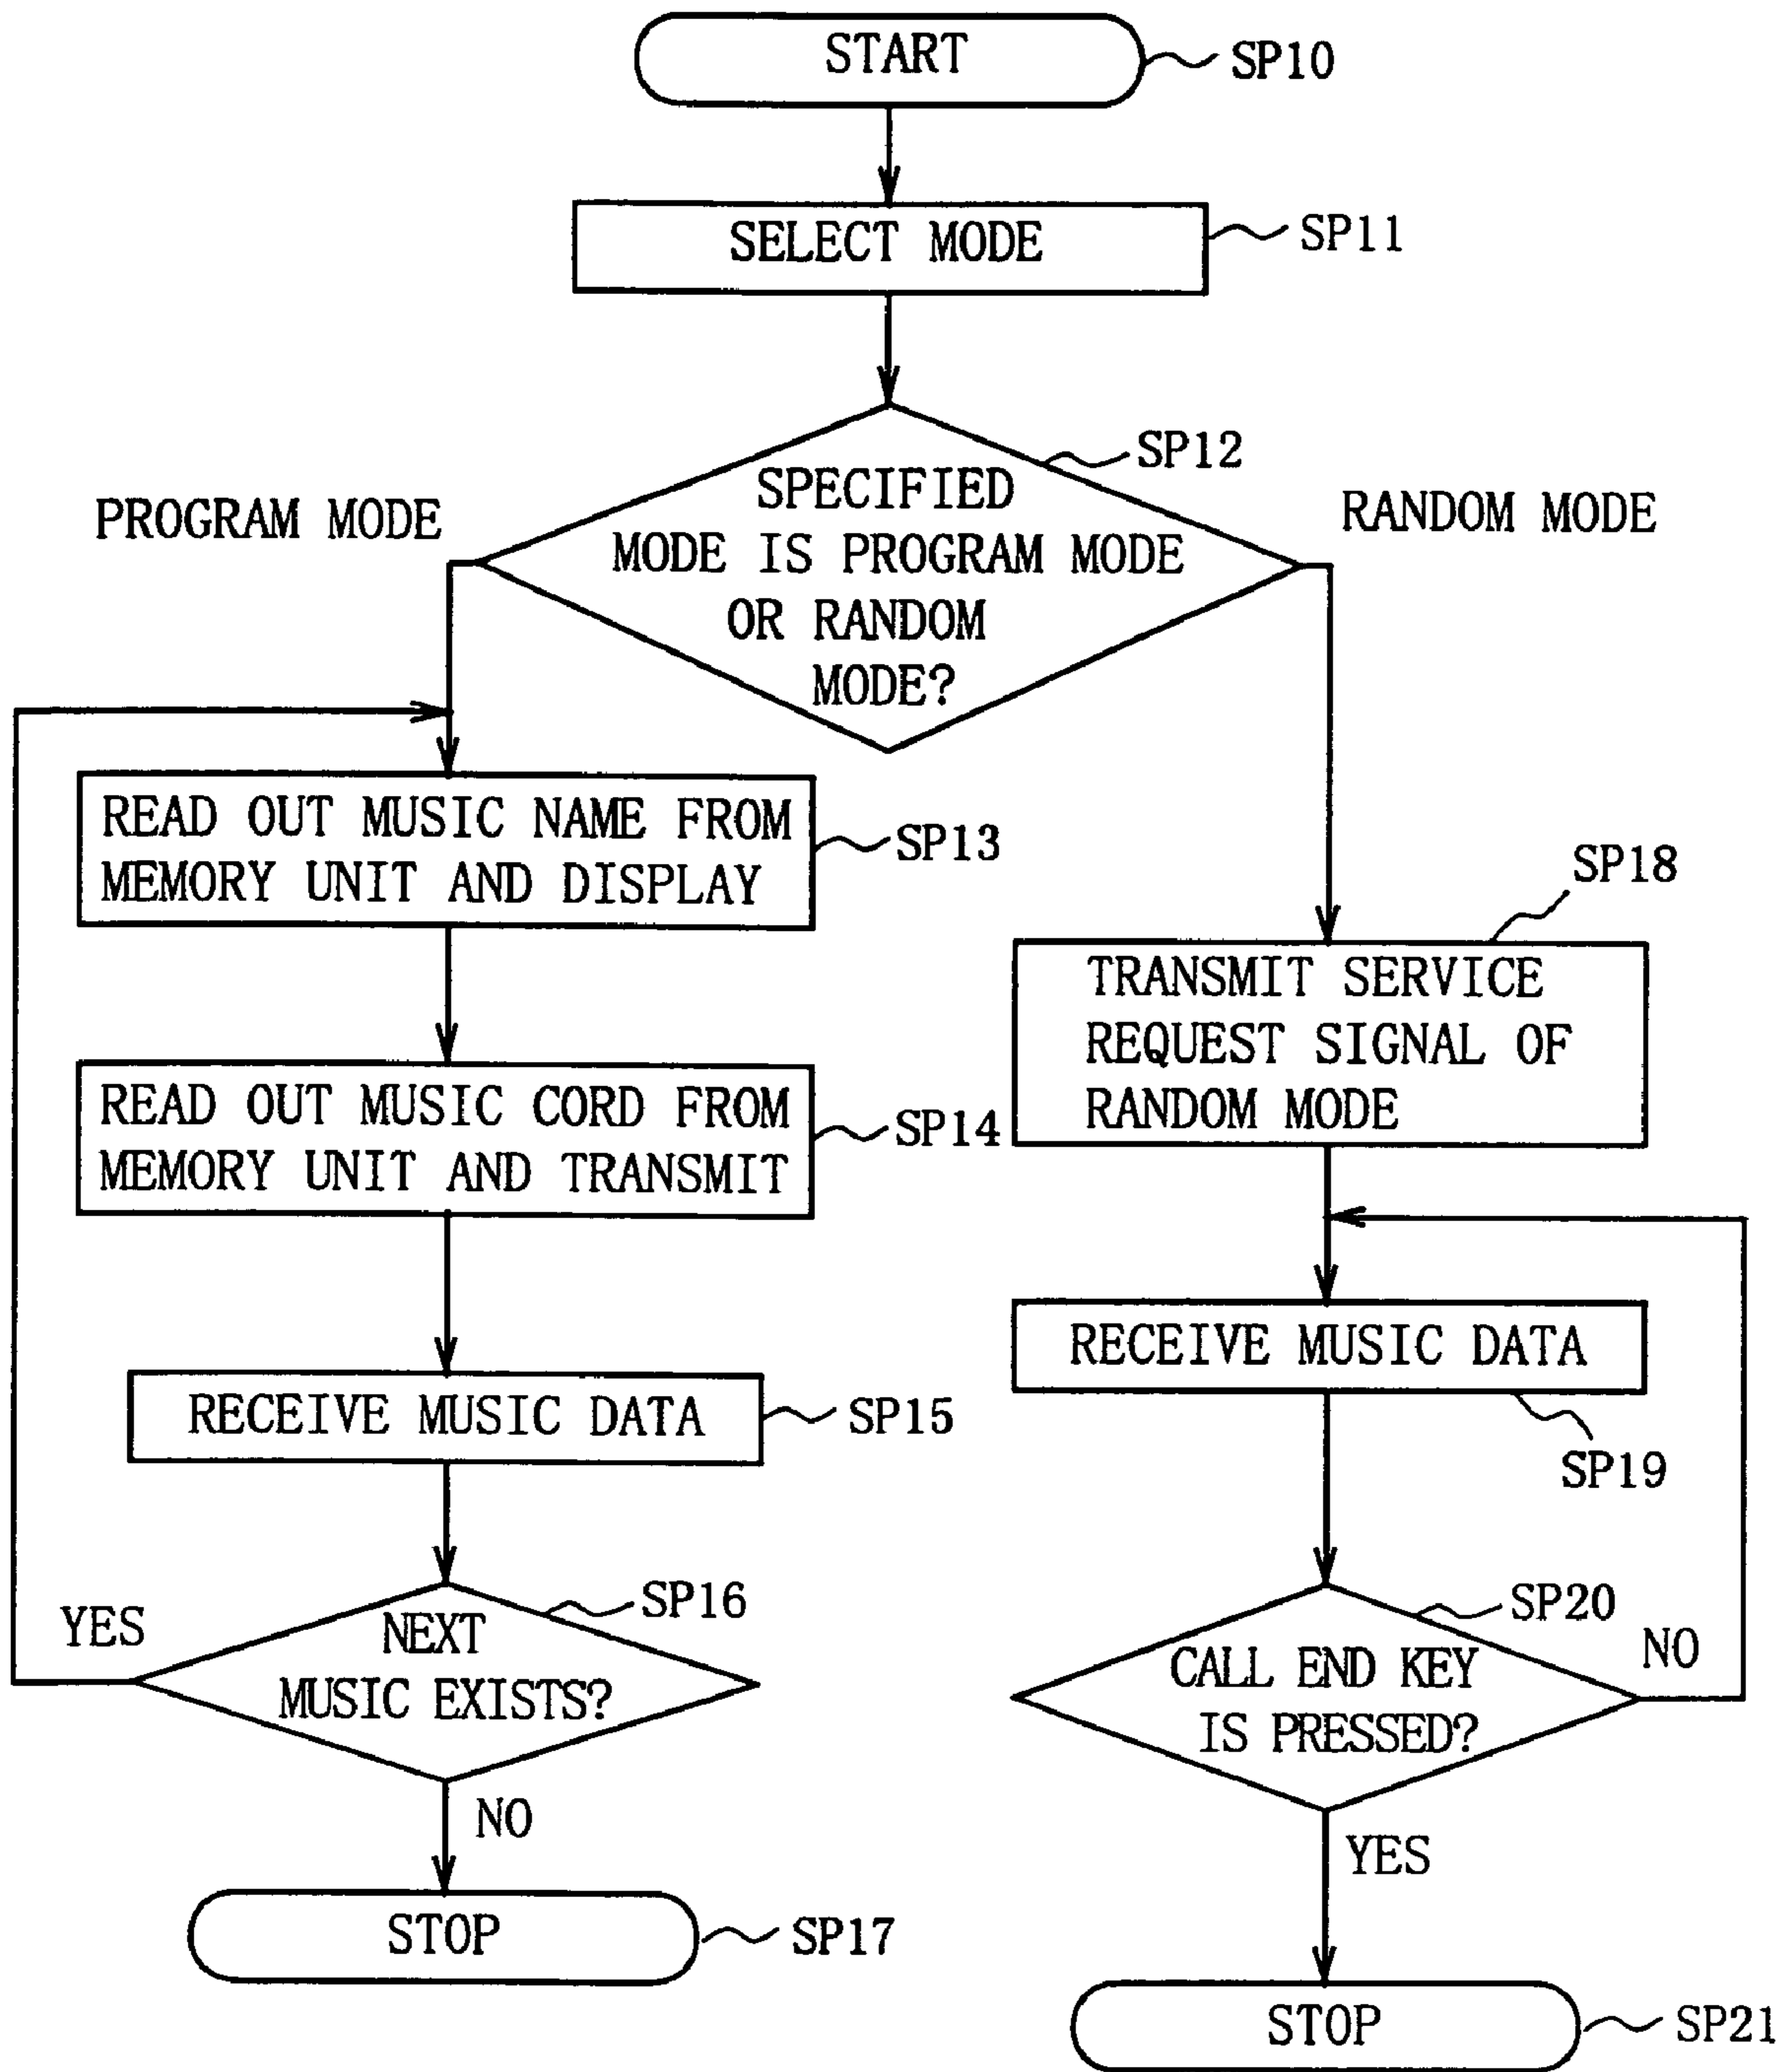 START
SP10
SELECT MODE
SP11
SP12
SPECIFIED
MODE IS PROGRAM MODE
OR RANDOM
MODE?
PROGRAM MODE
RANDOM MODE
READ OUT MUSIC NAME FROM
MEMORY UNIT AND DISPLAY
SP13
READ OUT MUSIC CORD FROM
MEMORY UNIT AND TRANSMIT
SP14
RECEIVE MUSIC DATA
SP15
SP16
NEXT
MUSIC EXISTS?
YES
NO
STOP
SP17
SP18
TRANSMIT SERVICE
REQUEST SIGNAL OF
RANDOM MODE
RECEIVE MUSIC DATA
SP19
SP20
CALL END KEY
IS PRESSED?
NO
YES
STOP
SP21